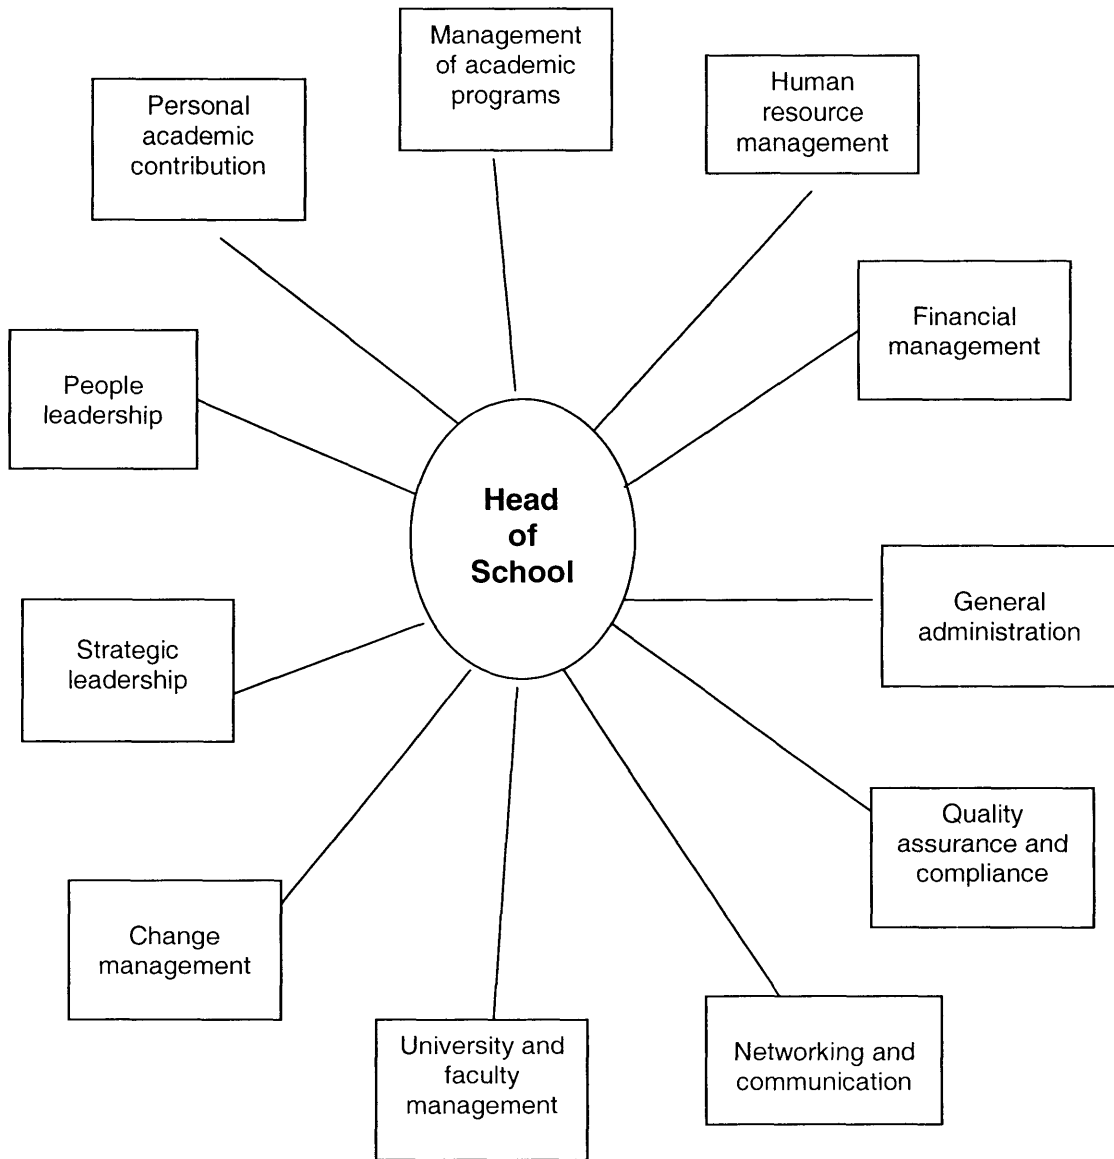 Management
of academic
programs
Human
resource
management
Personal
academic
contribution
Financial
management
People
leadership
Head
of
School
General
administration
Strategic
leadership
Quality
assurance and
compliance
Change
management
University and
faculty
management
Networking and
communication